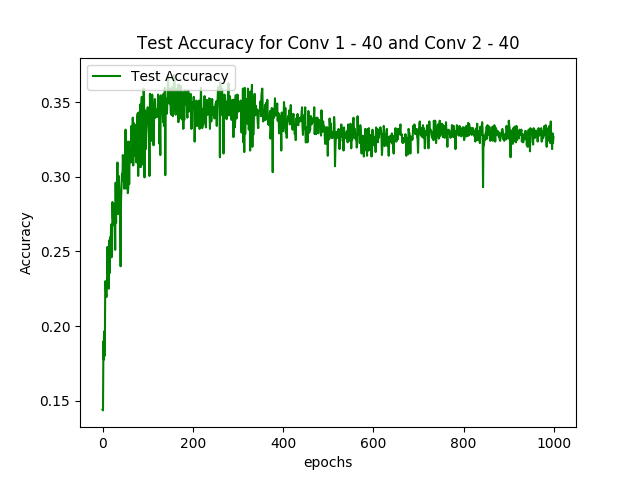 Test Accuracy for Conv 1 - 40 and Conv 2 - 40
Test Accuracy
0.35
0.30
0.25
0.20
0.15
Accuracy
0 200 400 600 800 1000
epochs